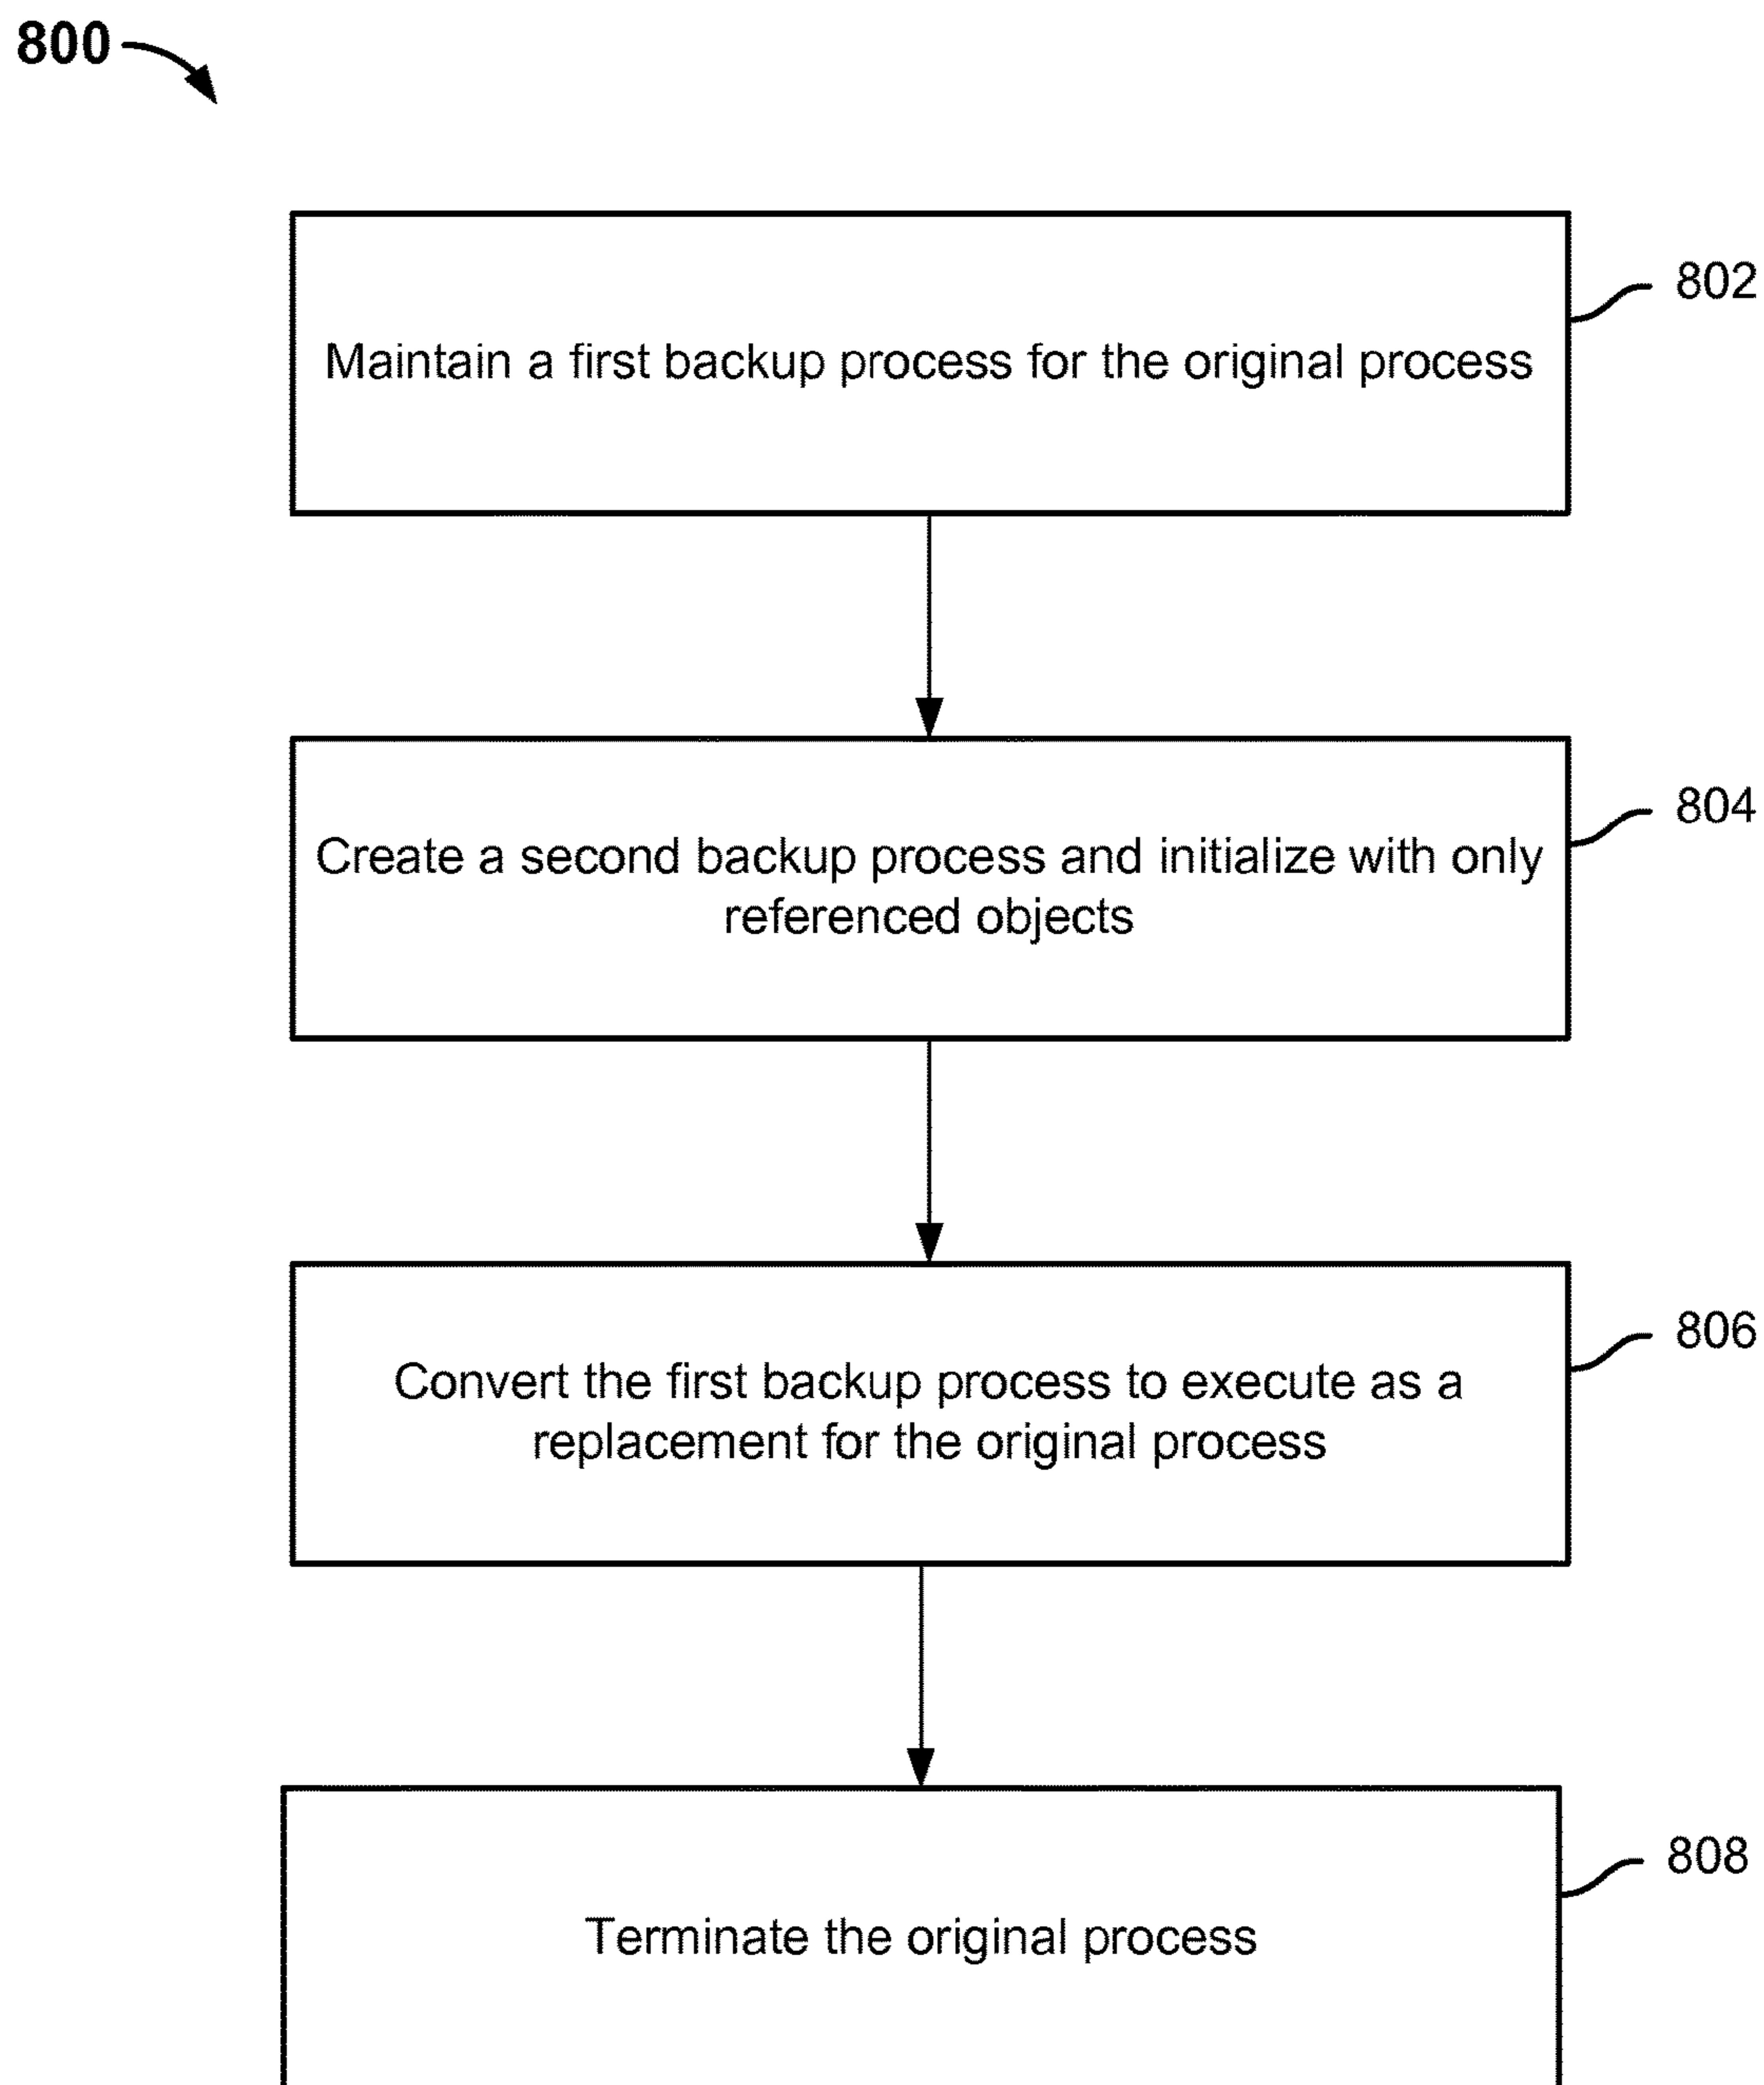 800
802
Maintain a first backup process for the original process
804
Create a second backup process and initialize with only
referenced objects
806
Convert the first backup process to execute as a
replacement for the original process
808
Terminate the original process